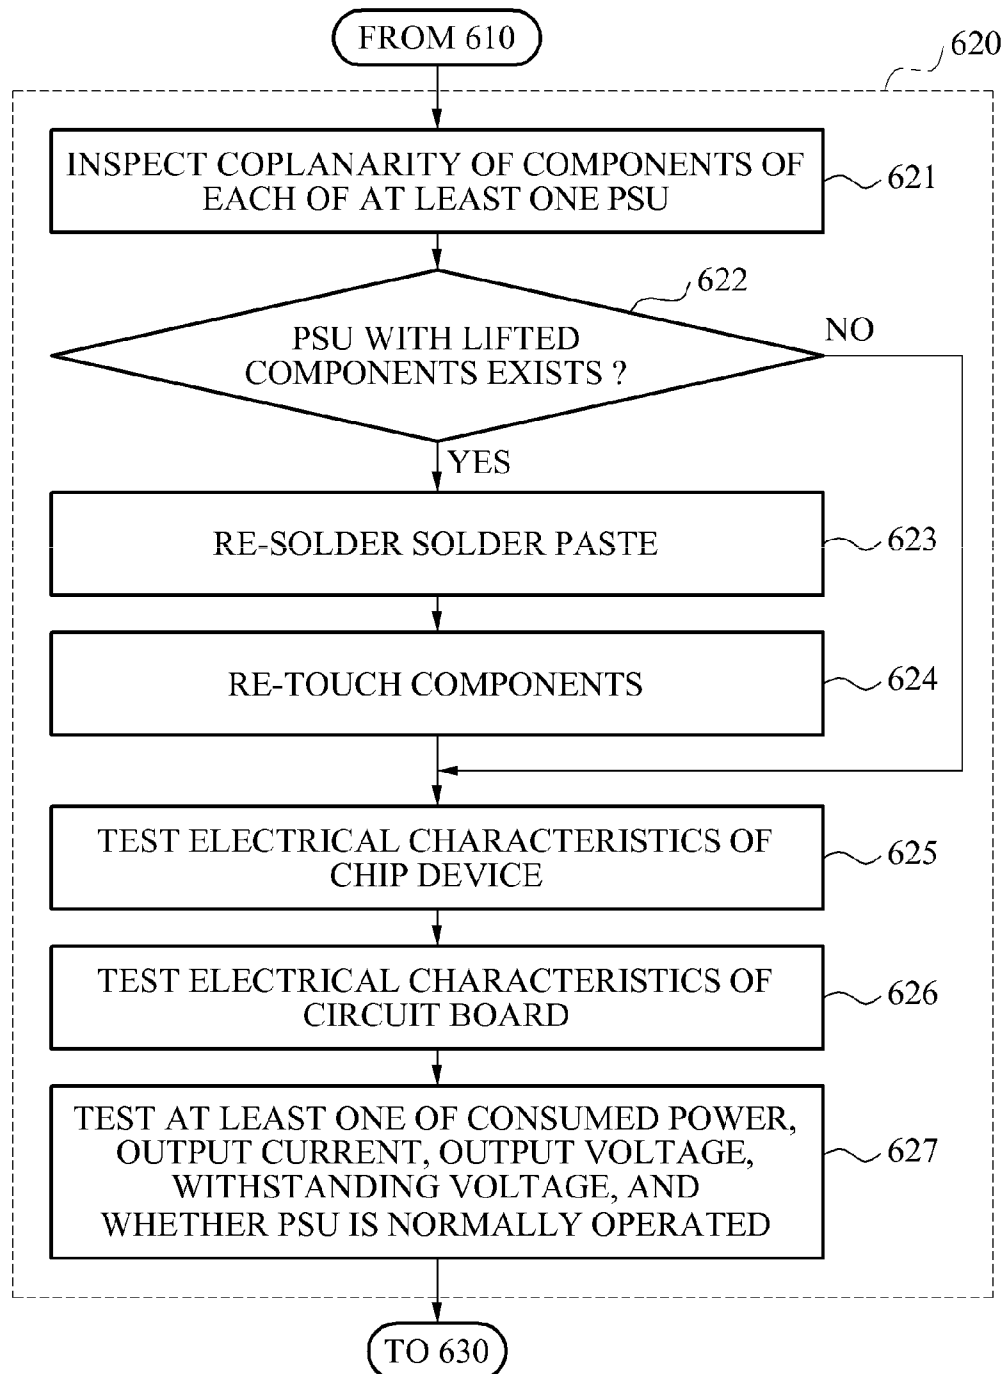 FROM 610
620
INSPECT COPLANARITY OF COMPONENTS OF
EACH OF AT LEAST ONE PSU
621
622
PSU WITH LIFTED
COMPONENTS EXISTS ?
NO
YES
RE-SOLDER SOLDER PASTE
623
RE-TOUCH COMPONENTS
624
TEST ELECTRICAL CHARACTERISTICS OF
CHIP DEVICE
625
TEST ELECTRICAL CHARACTERISTICS OF
CIRCUIT BOARD
626
TEST AT LEAST ONE OF CONSUMED POWER,
OUTPUT CURRENT, OUTPUT VOLTAGE,
WITHSTANDING VOLTAGE, AND
WHETHER PSU IS NORMALLY OPERATED
627
TO 630